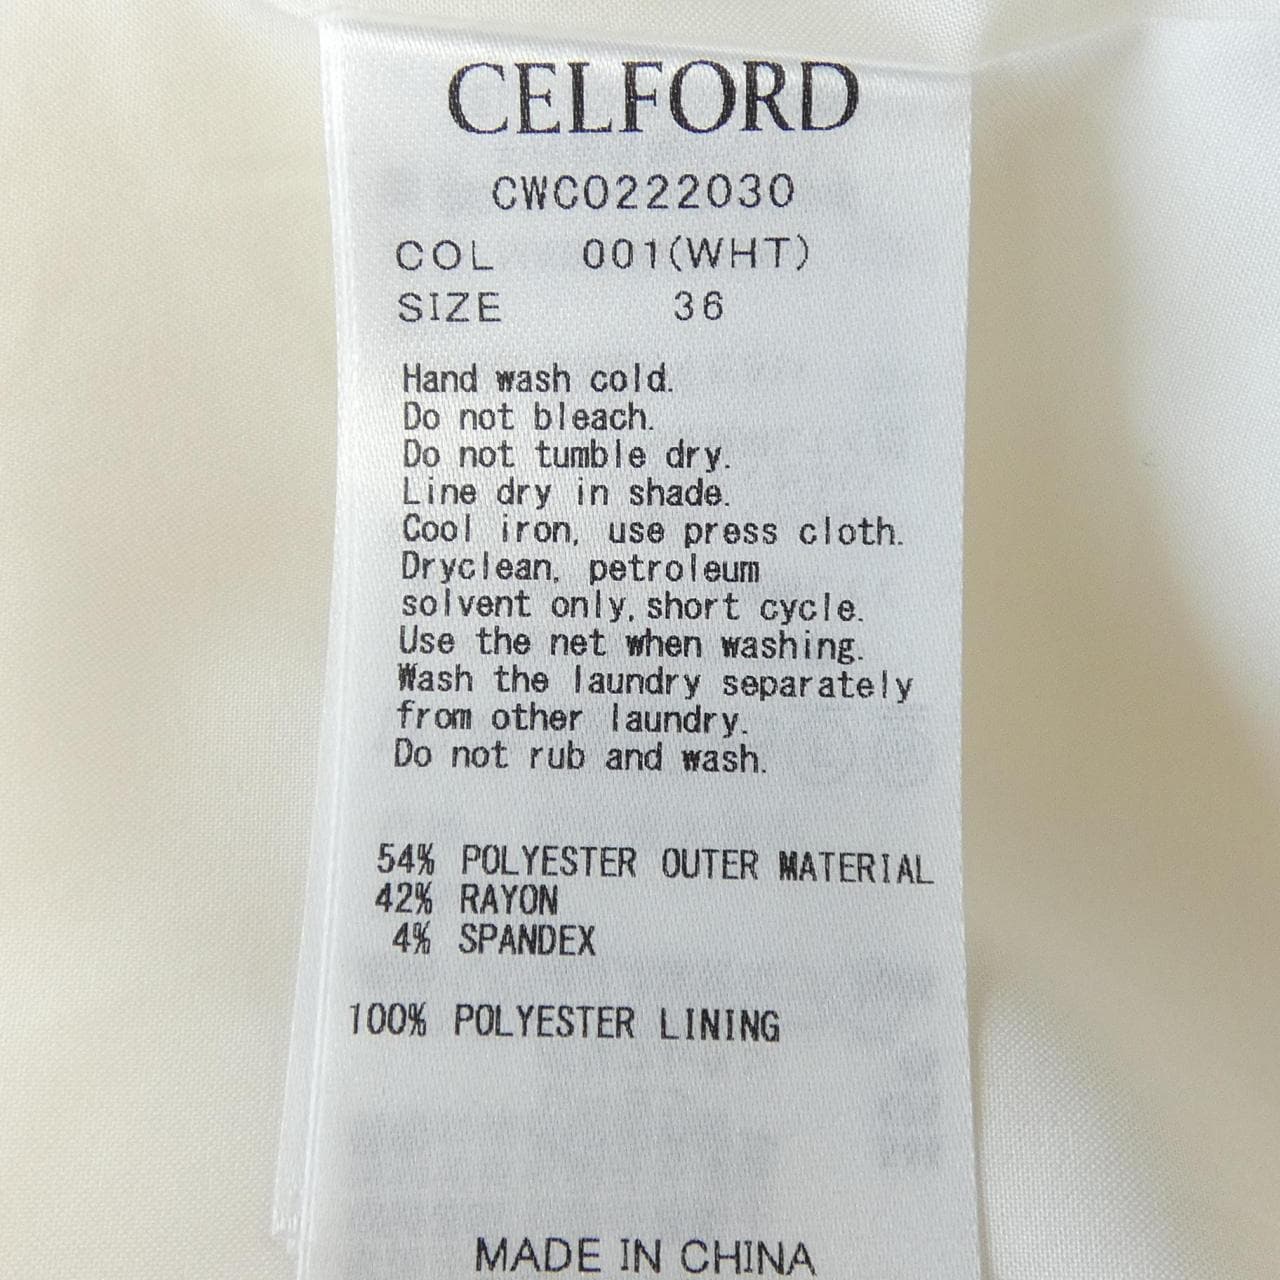 CELFORD
CWCO222030
COL 001(WHT)
SIZE 36
Hand wash cold.
Do not bleach.
Do not tumble dry.
Line dry in shade.
Cool iron, use press cloth.
Dryclean, petroleum
solvent only, short cycle.
Use the net when washing.
Wash the laundry separately
from other laundry.
Do not rub and wash.
54% POLYESTER OUTER MATERIAL
42% RAYON
4% SPANDEX
100% POLYESTER LINING
MADE IN CHINA